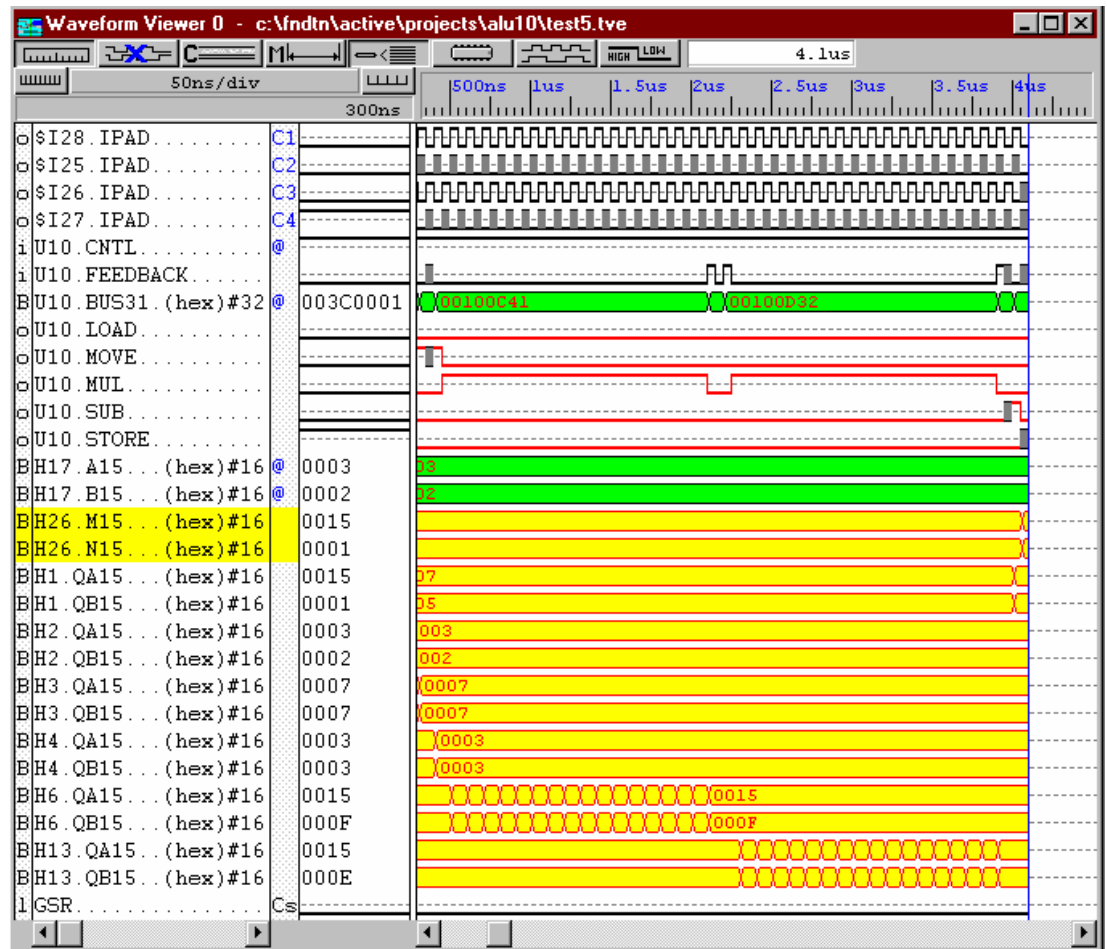 Waveform Viewer 0 - c:\fndtn\active\projects\alu10\test5.tve
C M HIGH LOW 4.1us
50ns/div 500ns 1us 1.5us 2us 2.5us 3us 3.5us 4us
300ns
o $I28.IPAD......... C1
o $I25.IPAD......... C2
o $I26.IPAD......... C3
o $I27.IPAD......... C4
i U10.CNTL.......... @
i U10.FEEDBACK......
B U10.BUS31.(hex)#32 @ 003C0001 00100C41 00100D32
o U10.LOAD..........
o U10.MOVE..........
o U10.MUL...........
o U10.SUB...........
o U10.STORE.........
B H17.A15...(hex)#16 @ 0003 03
B H17.B15...(hex)#16 @ 0002 02
B H26.M15...(hex)#16 0015
B H26.N15...(hex)#16 0001
B H1.QA15...(hex)#16 0015 07
B H1.QB15...(hex)#16 0001 05
B H2.QA15...(hex)#16 0003 003
B H2.QB15...(hex)#16 0002 002
B H3.QA15...(hex)#16 0007 0007
B H3.QB15...(hex)#16 0007 0007
B H4.QA15...(hex)#16 0003 0003
B H4.QB15...(hex)#16 0003 0003
B H6.QA15...(hex)#16 0015 0015
B H6.QB15...(hex)#16 000F 000F
B H13.QA15..(hex)#16 0015
B H13.QB15..(hex)#16 000E
l GSR............... Cs